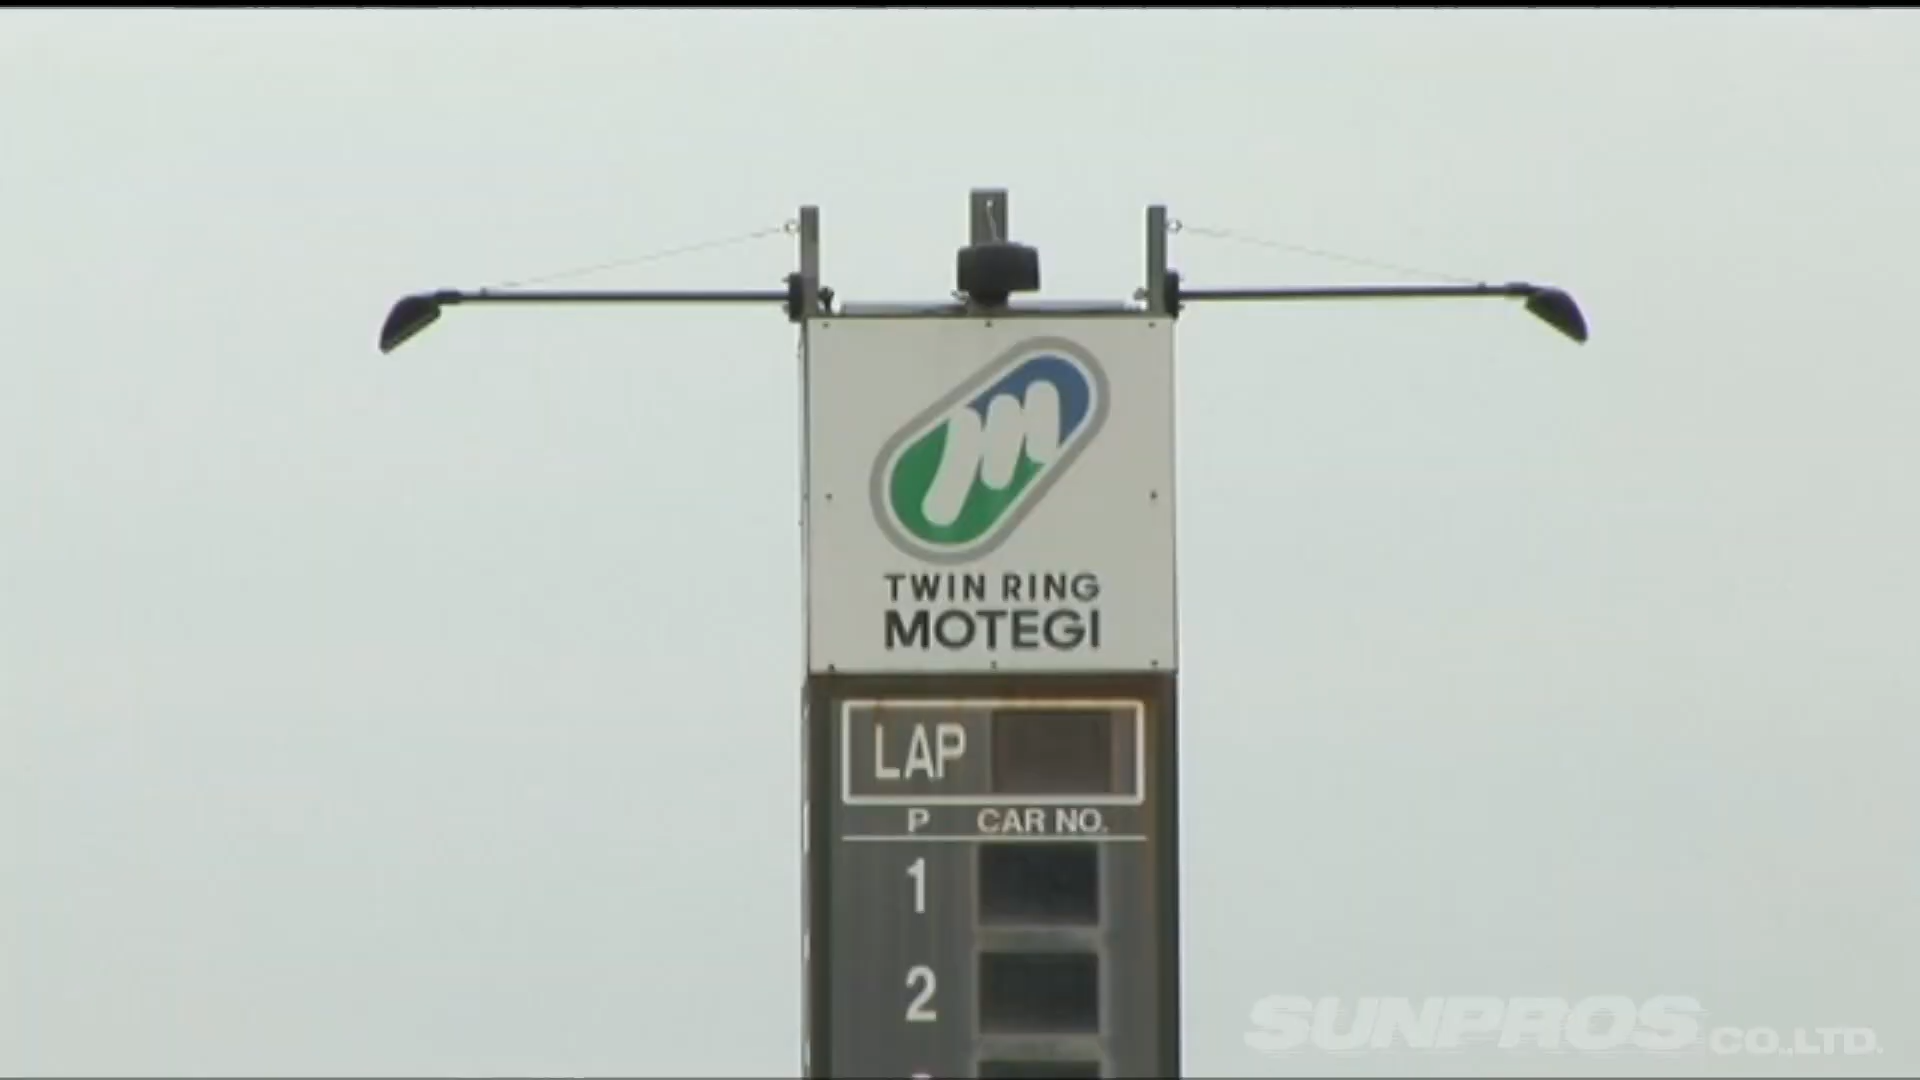 TWIN RING
MOTEGI
LAP
P CAR NO.
1
2
SUNPROS CO.,LTD.